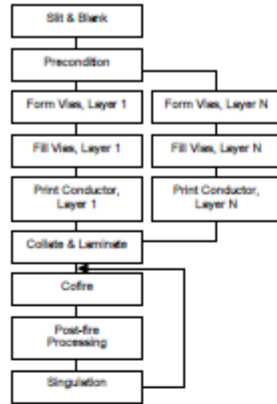 Slit & Blank
Precondition
Form Vias, Layer 1
Form Vias, Layer N
Fill Vias, Layer 1
Fill Vias, Layer N
Print Conductor,
Layer 1
Print Conductor,
Layer N
Collate & Laminate
Cofire
Post-fire
Processing
Singulation